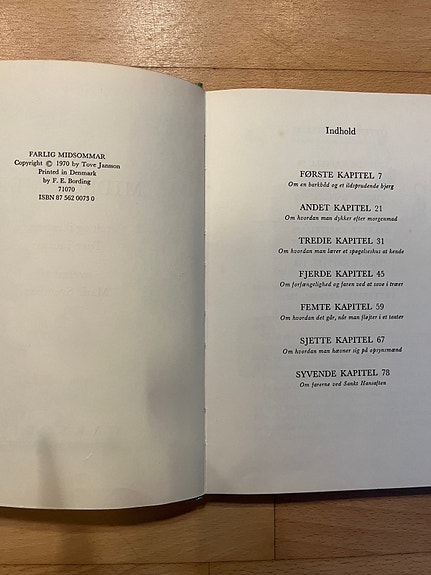 FARLIG MIDSOMMAR
Copyright © 1970 by Tove Jansson
Printed in Denmark
by F. E. Bording
71070
ISBN 87 562 0073 0
Indhold
FØRSTE KAPITEL 7
Om en barkbåd og et ildsprudende bjerg
ANDET KAPITEL 21
Om hvordan man dykker efter morgenmad
TREDIE KAPITEL 31
Om hvordan man lærer et spøgelseshus at kende
FJERDE KAPITEL 45
Om forfængelighed og faren ved at sove i træer
FEMTE KAPITEL 59
Om hvordan det går, når man fløjter i et teater
SJETTE KAPITEL 67
Om hvordan man hævner sig på opsynsmænd
SYVENDE KAPITEL 78
Om farerne ved Sankt Hansaften